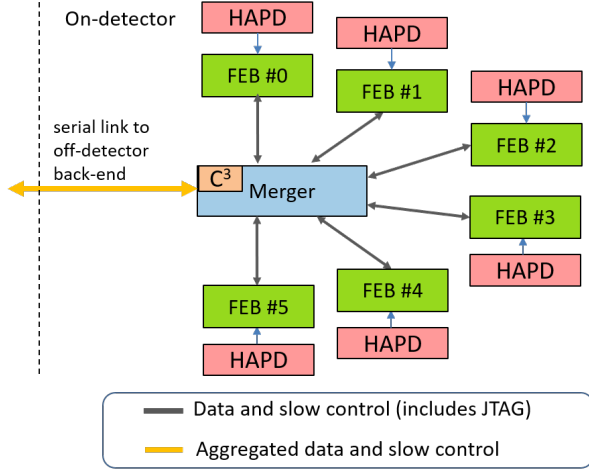 On-detector
HAPD
FEB #0
HAPD
FEB #1
HAPD
FEB #2
serial link to
off-detector
back-end
C³
Merger
FEB #3
HAPD
FEB #4
HAPD
FEB #5
HAPD
Data and slow control (includes JTAG)
Aggregated data and slow control